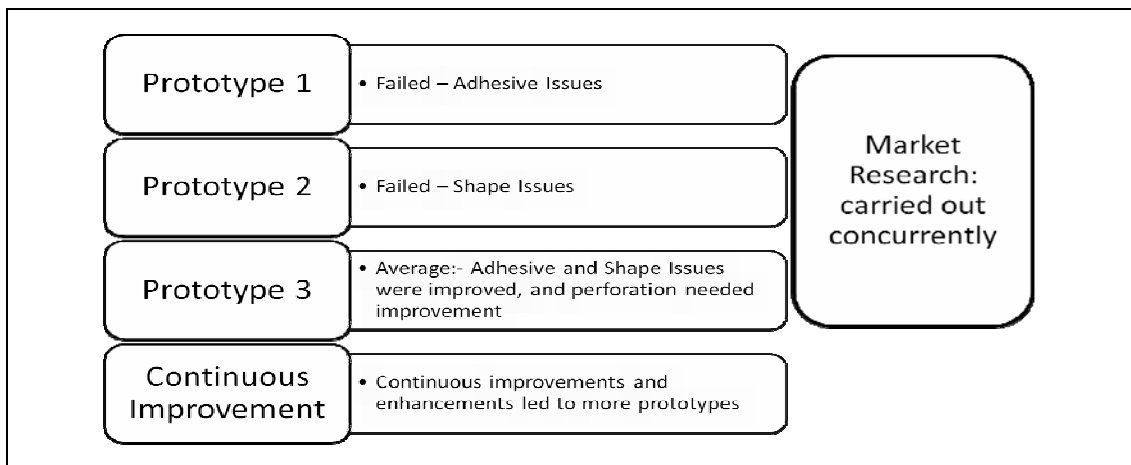 Prototype 1
• Failed – Adhesive Issues
Prototype 2
• Failed – Shape Issues
Prototype 3
• Average:- Adhesive and Shape Issues
were improved, and perforation needed
improvement
Continuous
Improvement
• Continuous improvements and
enhancements led to more prototypes
Market
Research:
carried out
concurrently